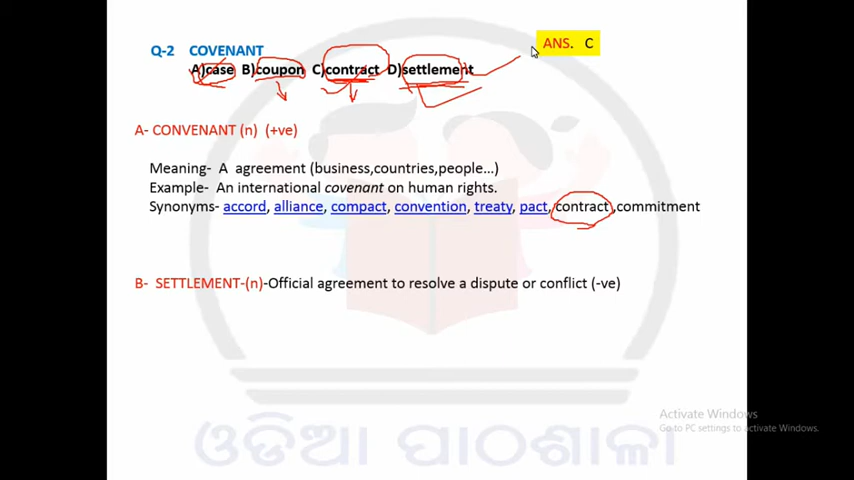 Q-2 COVENANT
ANS. C
A)case B)coupon C)contract D)settlement
A- CONVENANT (n) (+ve)
Meaning- A agreement (business,countries,people...)
Example- An international covenant on human rights.
Synonyms- accord, alliance, compact, convention, treaty, pact, contract ,commitment
B- SETTLEMENT-(n)-Official agreement to resolve a dispute or conflict (-ve)
Activate Windows
Go to PC settings to activate Windows.
ଓଡିଆ ପାଠଶାଳା